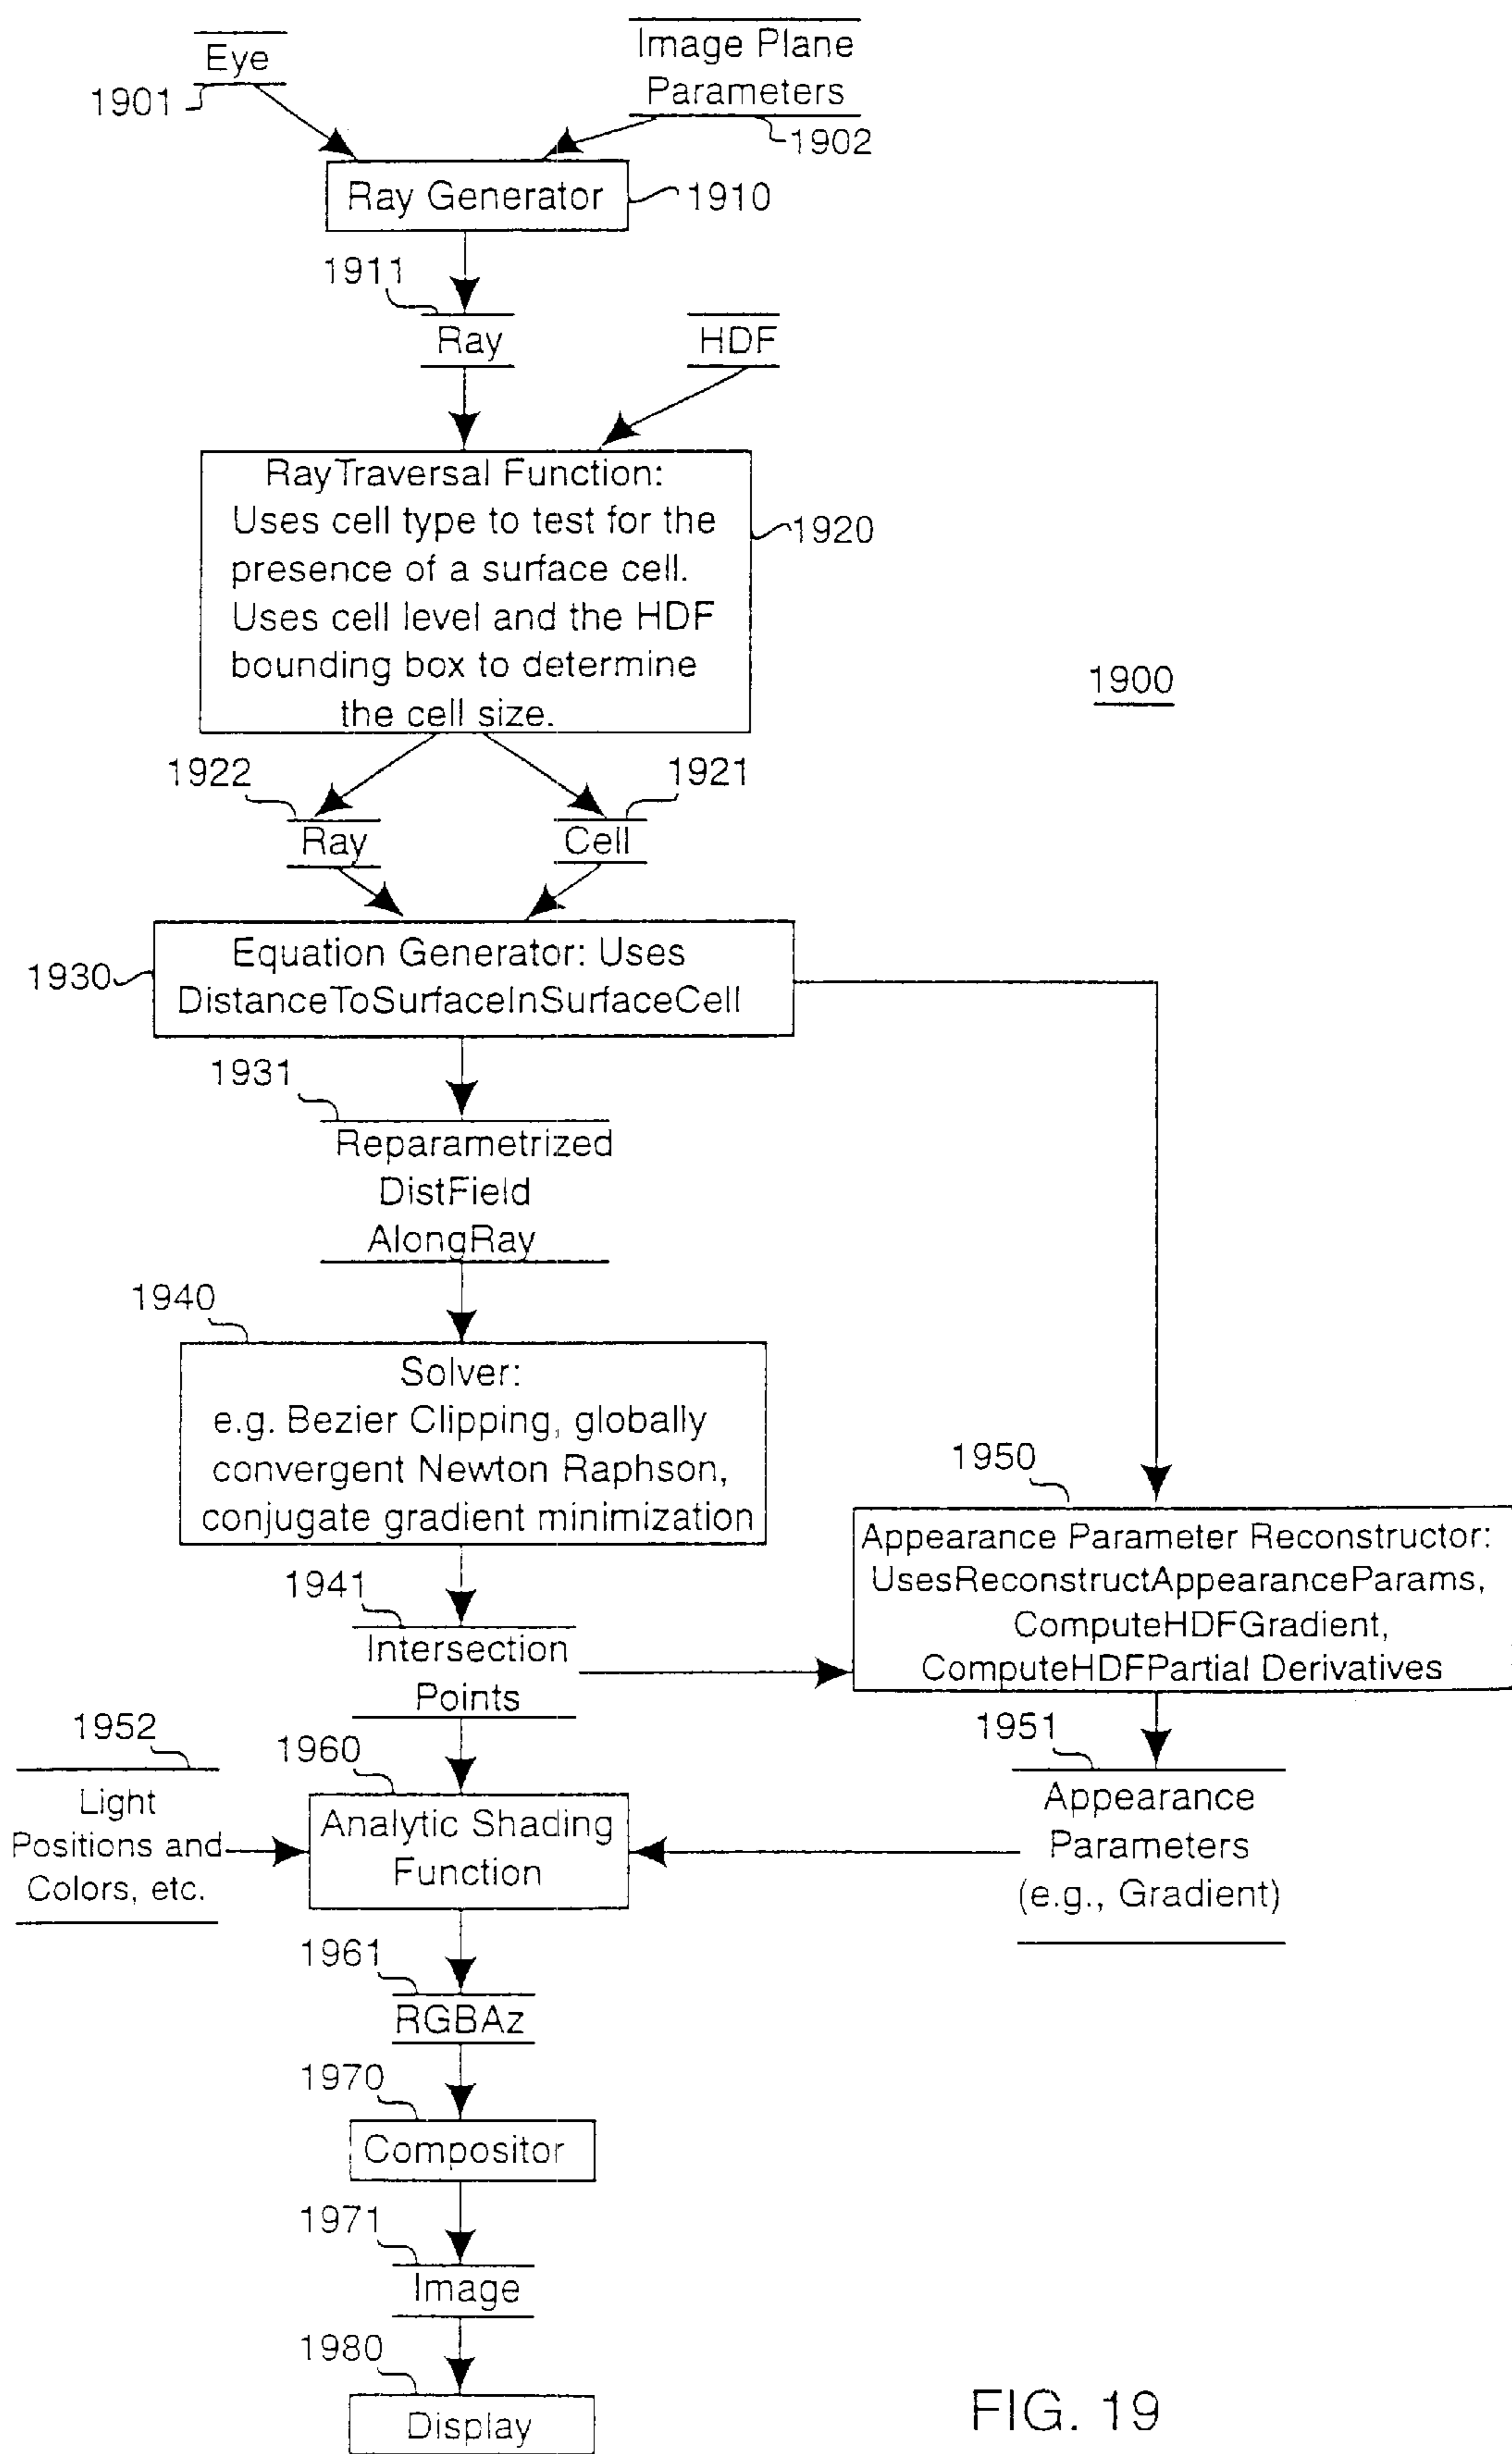 Eye
1901
Image Plane
Parameters
1902
Ray Generator
1910
1911
Ray
HDF
RayTraversal Function:
Uses cell type to test for the
presence of a surface cell.
Uses cell level and the HDF
bounding box to determine
the cell size.
1920
1900
1922
Ray
1921
Cell
1930
Equation Generator: Uses
DistanceToSurfaceInSurfaceCell
1931
Reparametrized
DistField
AlongRay
1940
Solver:
e.g. Bezier Clipping, globally
convergent Newton Raphson,
conjugate gradient minimization
1950
Appearance Parameter Reconstructor:
UsesReconstructAppearanceParams,
ComputeHDFGradient,
ComputeHDFPartial Derivatives
1941
Intersection
Points
1952
Light
Positions and
Colors, etc.
1960
Analytic Shading
Function
1951
Appearance
Parameters
(e.g., Gradient)
1961
RGBAz
1970
Compositor
1971
Image
1980
Display
FIG. 19